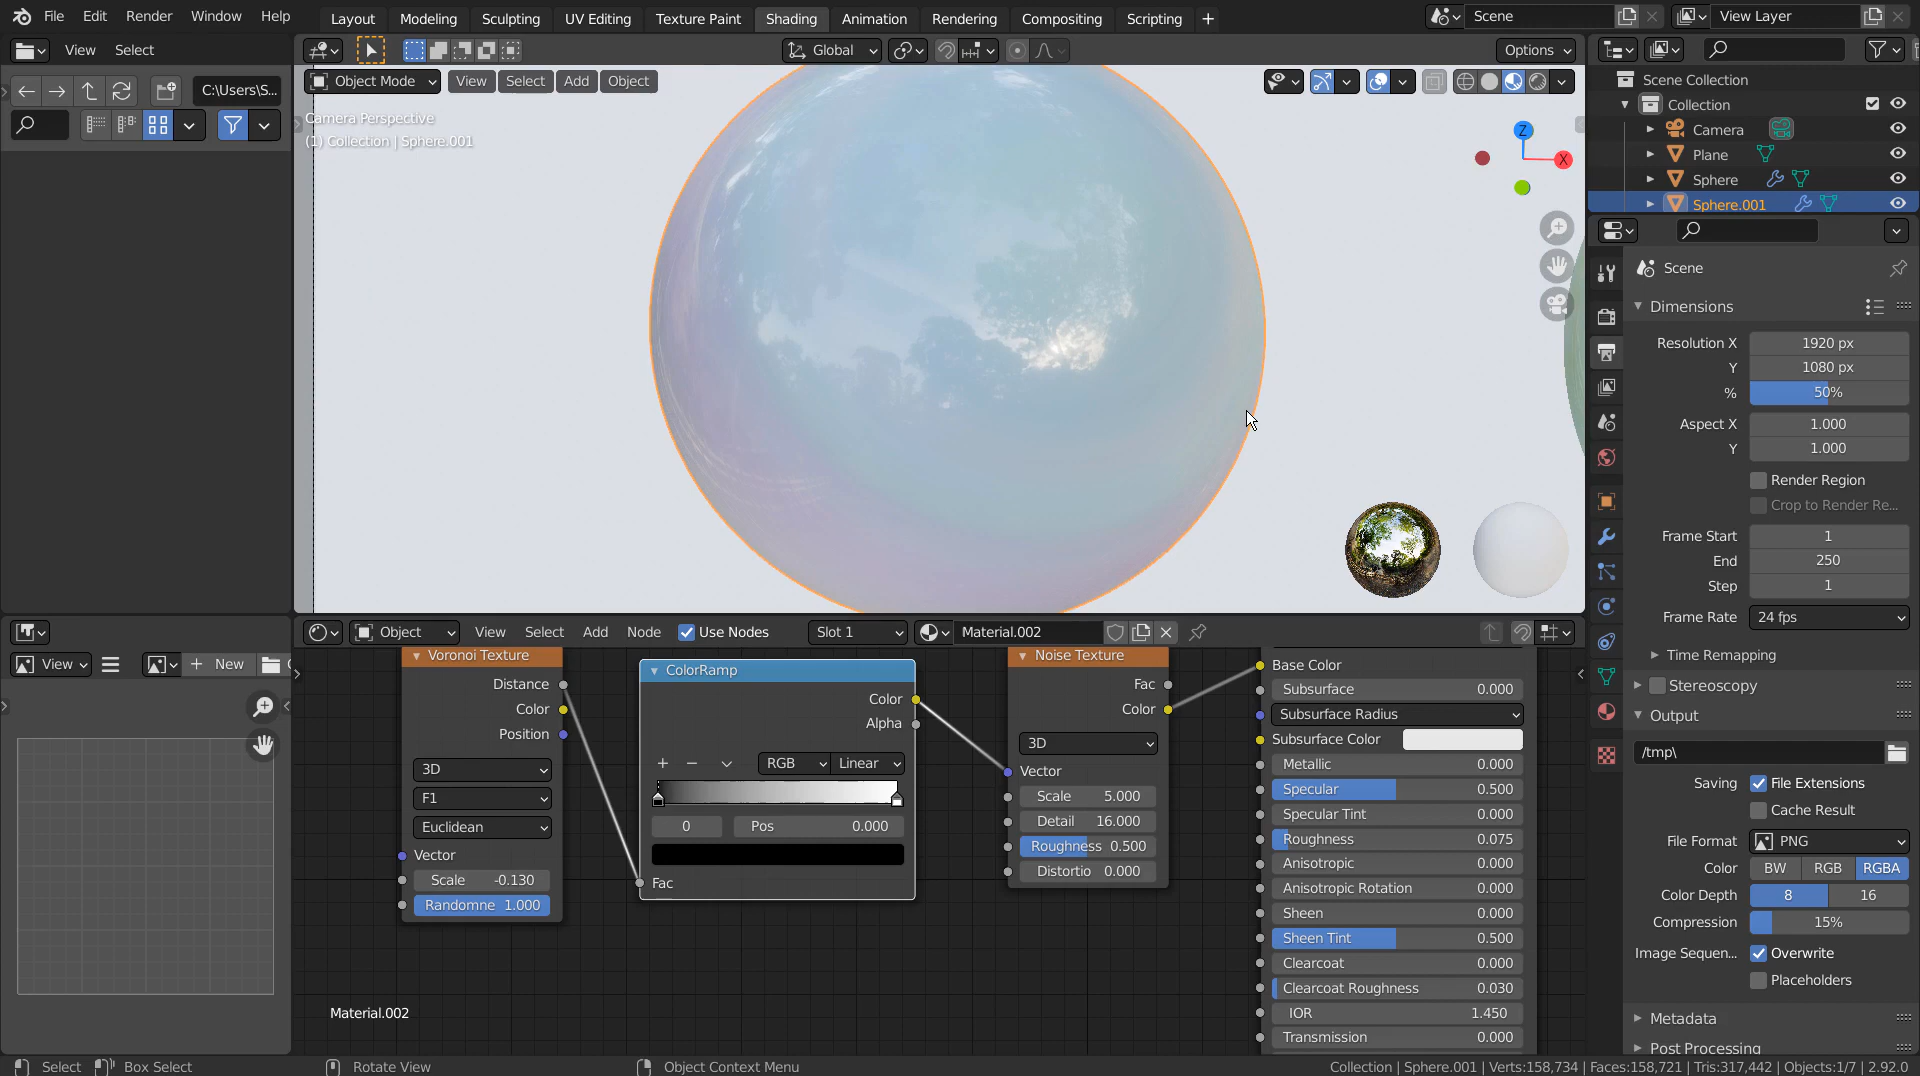 File Edit Render Window Help
Layout Modeling Sculpting UV Editing Texture Paint Shading Animation Rendering Compositing Scripting +
Scene
View Layer
View Select
Global
Options
C:\Users\S...
Object Mode View Select Add Object
Camera Perspective
(1) Collection | Sphere.001
Z
X
Scene Collection
Collection
Camera
Plane
Sphere
Sphere.001
Scene
Dimensions
Resolution X 1920 px
Y 1080 px
% 50%
Aspect X 1.000
Y 1.000
Render Region
Crop to Render Re...
Frame Start 1
End 250
Step 1
Frame Rate 24 fps
Time Remapping
Stereoscopy
Output
/tmp\
Saving File Extensions
Cache Result
File Format PNG
Color BW RGB RGBA
Color Depth 8 16
Compression 15%
Image Sequen... Overwrite
Placeholders
Metadata
Post Processing
View
New
Object View Select Add Node Use Nodes Slot 1 Material.002
Voronoi Texture
Distance
Color
Position
3D
F1
Euclidean
Vector
Scale -0.130
Randomne 1.000
ColorRamp
Color
Alpha
+ − RGB Linear
0 Pos 0.000
Fac
Noise Texture
Fac
Color
3D
Vector
Scale 5.000
Detail 16.000
Roughness 0.500
Distortio 0.000
Base Color
Subsurface 0.000
Subsurface Radius
Subsurface Color
Metallic 0.000
Specular 0.500
Specular Tint 0.000
Roughness 0.075
Anisotropic 0.000
Anisotropic Rotation 0.000
Sheen 0.000
Sheen Tint 0.500
Clearcoat 0.000
Clearcoat Roughness 0.030
IOR 1.450
Transmission 0.000
Material.002
Select Box Select Rotate View Object Context Menu
Collection | Sphere.001 | Verts:158,734 | Faces:158,721 | Tris:317,442 | Objects:1/7 | 2.92.0